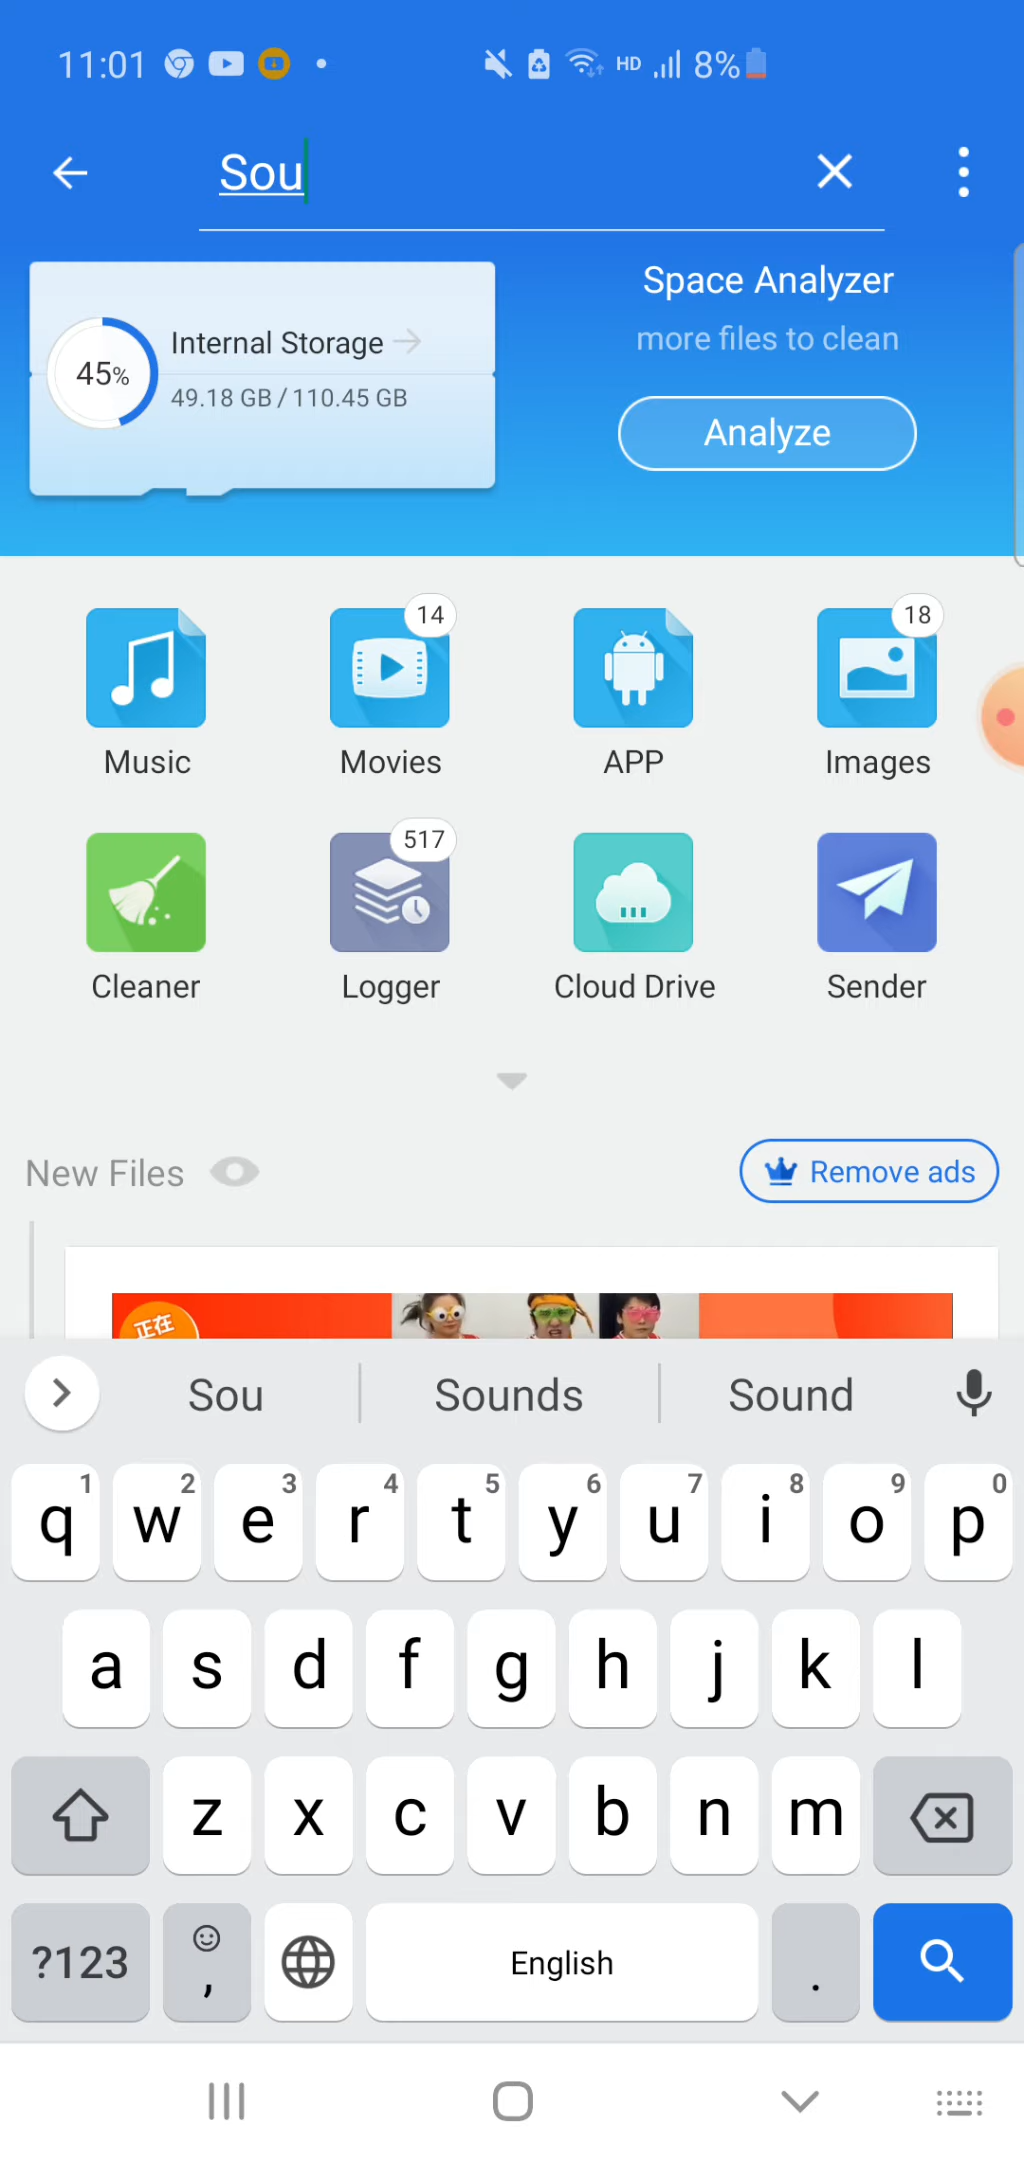 11:01 HD 8%
Sou
Space Analyzer
more files to clean
Analyze
45%
Internal Storage
49.18 GB / 110.45 GB
14
18
Music Movies APP Images
517
Cleaner Logger Cloud Drive Sender
New Files
Remove ads
正在
Sou Sounds Sound
1 2 3 4 5 6 7 8 9 0
q w e r t y u i o p
a s d f g h j k l
z x c v b n m
?123 , English .